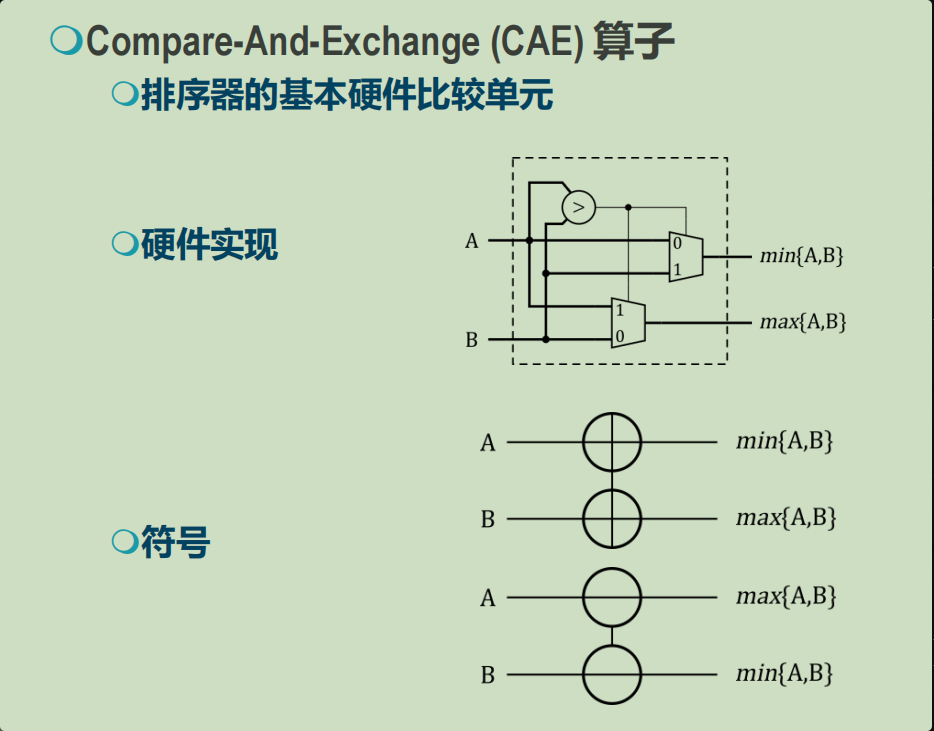 Compare-And-Exchange (CAE) 算子
排序器的基本硬件比较单元
硬件实现
>
A
0
1
min{A,B}
B
1
0
max{A,B}
符号
A min{A,B}
B max{A,B}
A max{A,B}
B min{A,B}